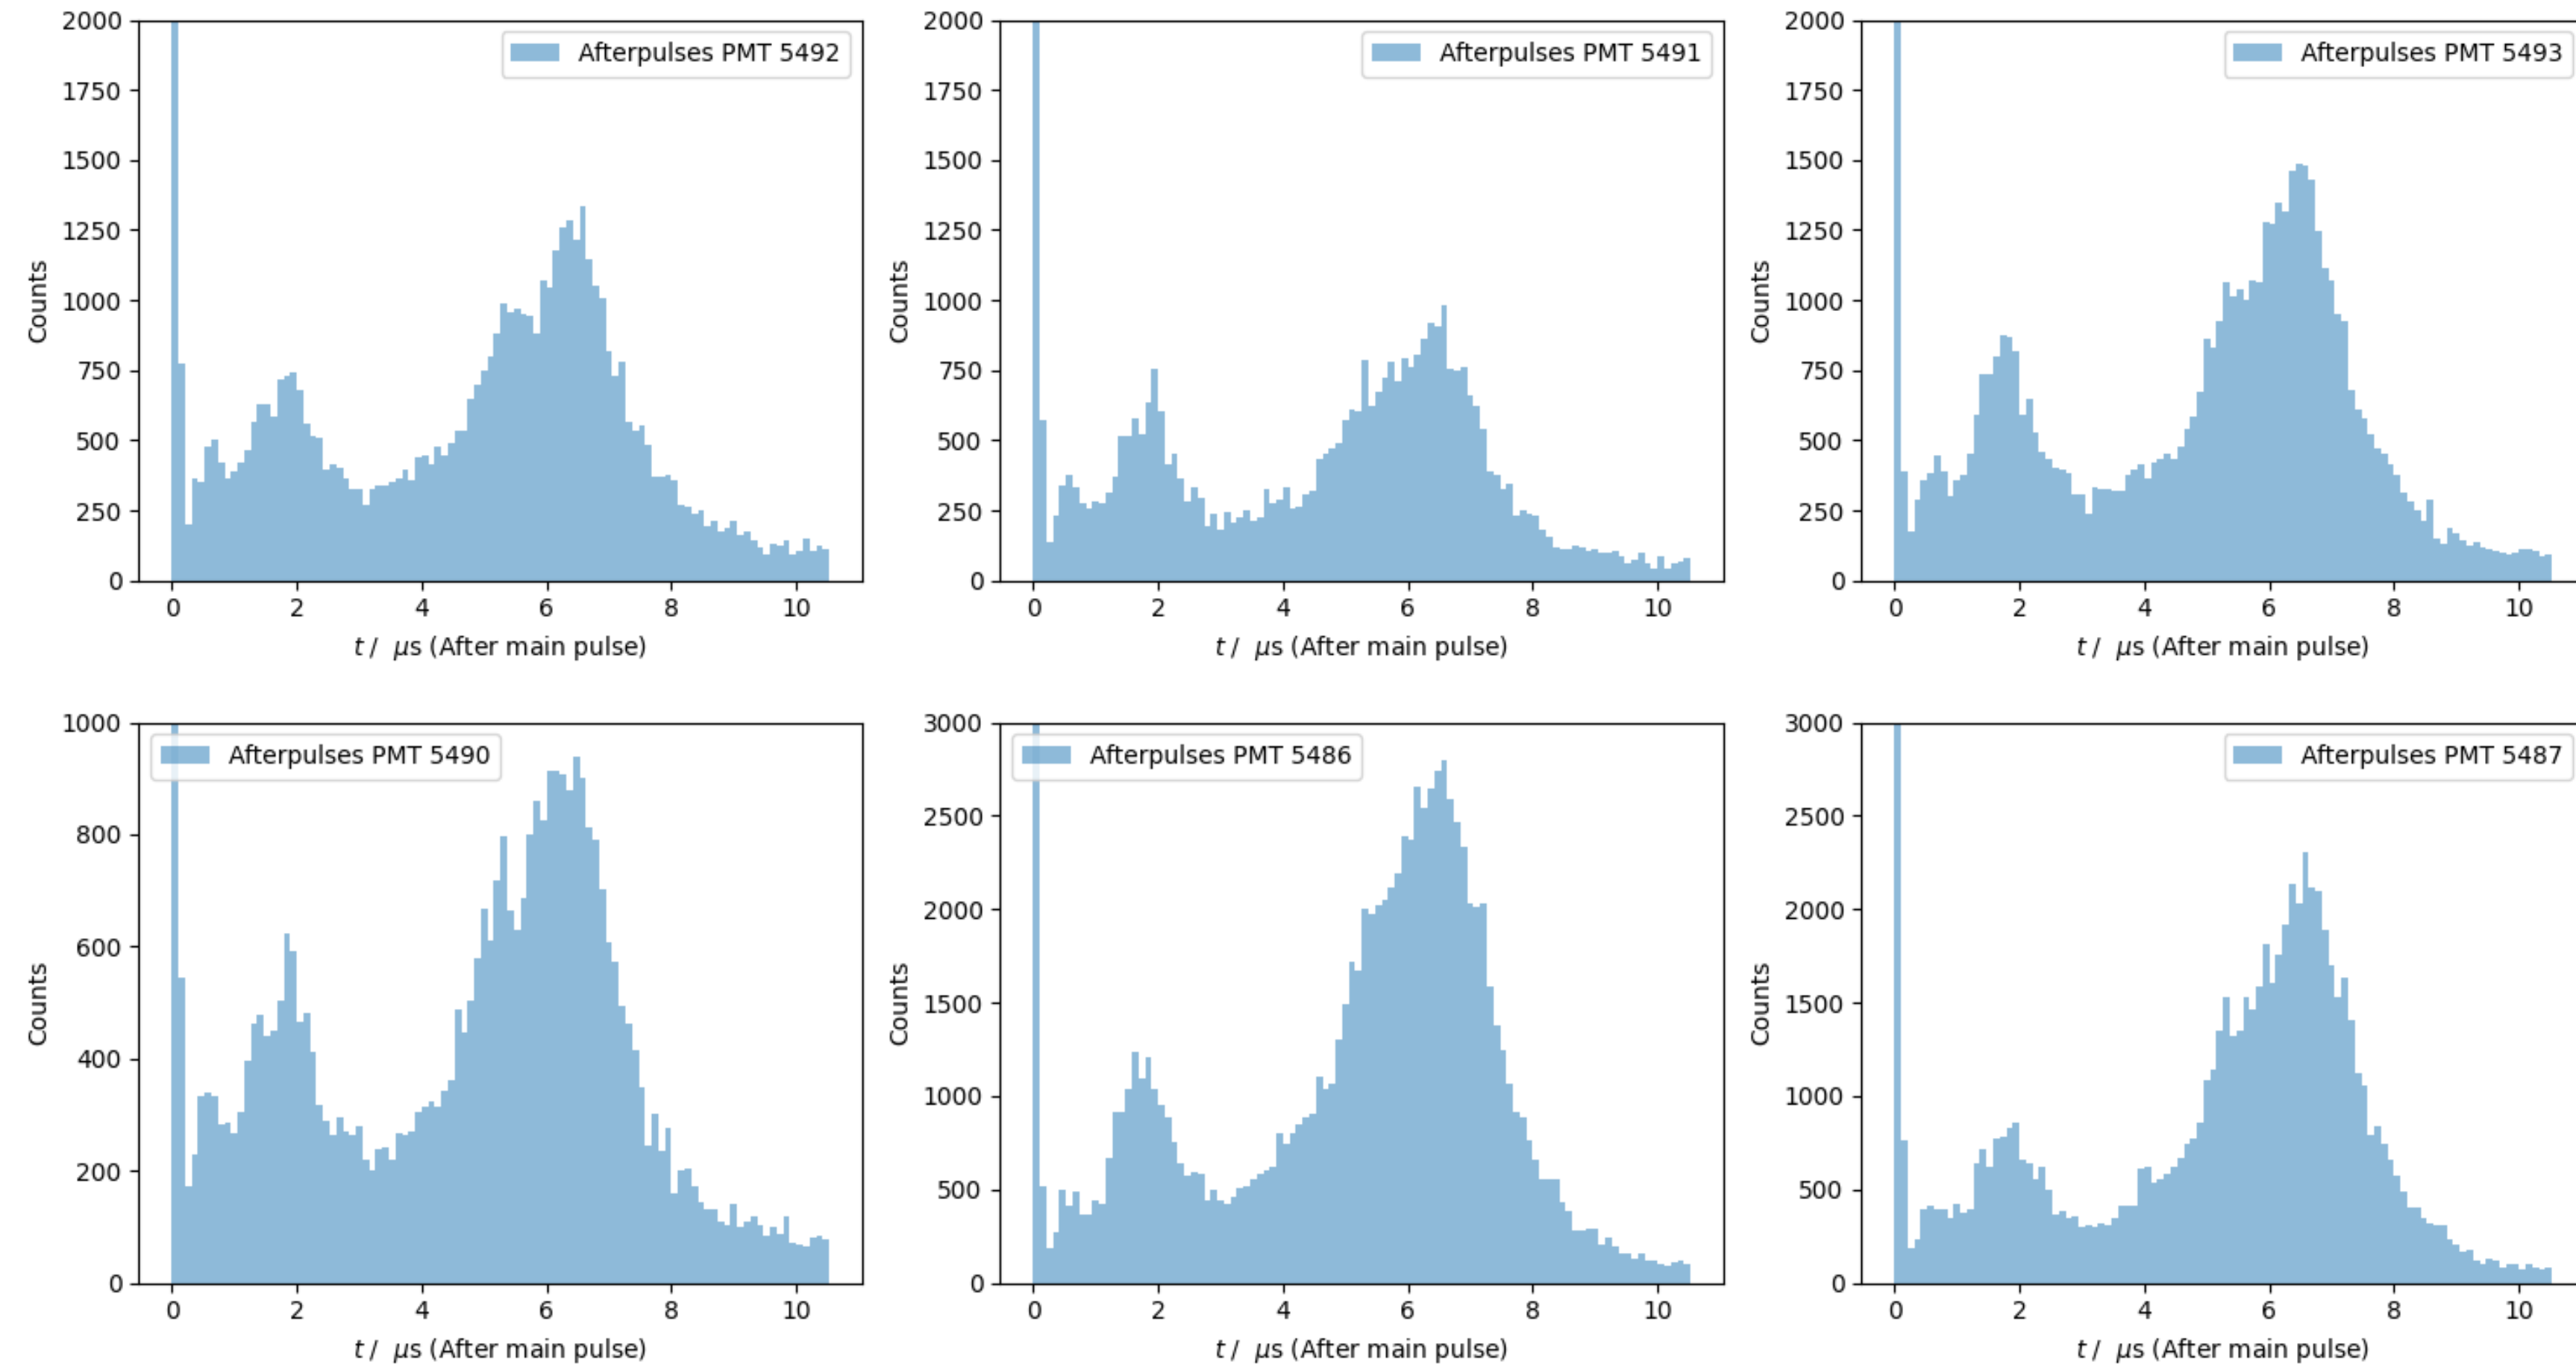 2000
1750
1500
1250
1000
750
500
250
0
Counts
Afterpulses PMT 5492
0 2 4 6 8 10
t / μs (After main pulse)
2000
1750
1500
1250
1000
750
500
250
0
Counts
Afterpulses PMT 5491
0 2 4 6 8 10
t / μs (After main pulse)
2000
1750
1500
1250
1000
750
500
250
0
Counts
Afterpulses PMT 5493
0 2 4 6 8 10
t / μs (After main pulse)
1000
800
600
400
200
0
Counts
Afterpulses PMT 5490
0 2 4 6 8 10
t / μs (After main pulse)
3000
2500
2000
1500
1000
500
0
Counts
Afterpulses PMT 5486
0 2 4 6 8 10
t / μs (After main pulse)
3000
2500
2000
1500
1000
500
0
Counts
Afterpulses PMT 5487
0 2 4 6 8 10
t / μs (After main pulse)